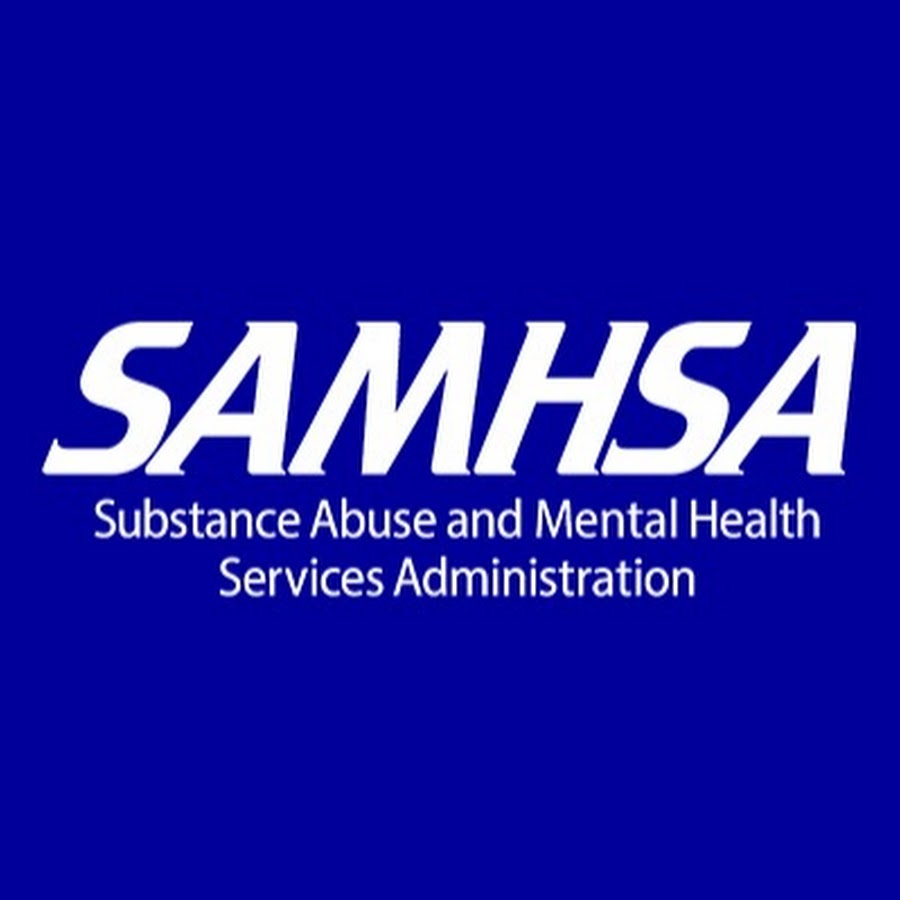 SAMHSA
Substance Abuse and Mental Health
Services Administration